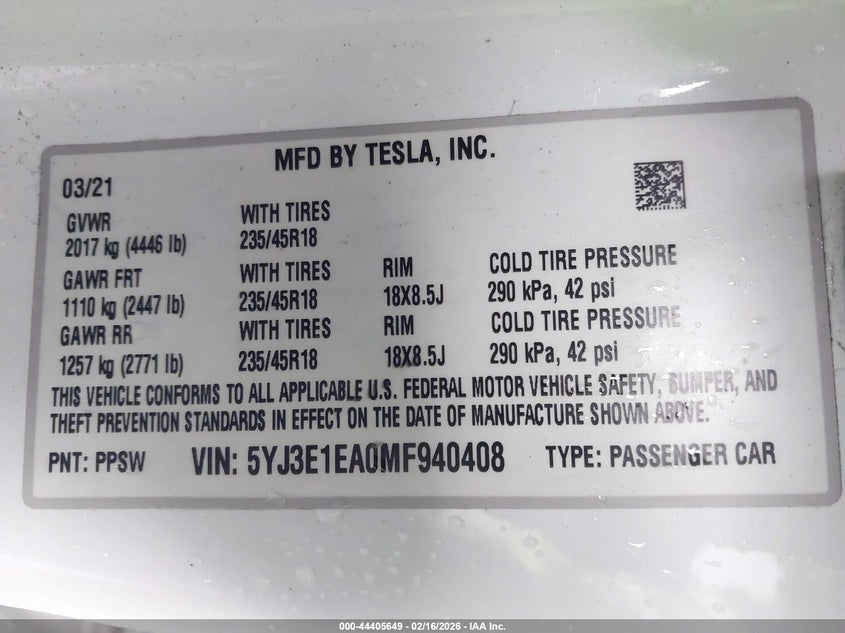 MFD BY TESLA, INC.
03/21
GVWR WITH TIRES
2017 kg (4446 lb) 235/45R18
GAWR FRT WITH TIRES RIM COLD TIRE PRESSURE
1110 kg (2447 lb) 235/45R18 18X8.5J 290 kPa, 42 psi
GAWR RR WITH TIRES RIM COLD TIRE PRESSURE
1257 kg (2771 lb) 235/45R18 18X8.5J 290 kPa, 42 psi
THIS VEHICLE CONFORMS TO ALL APPLICABLE U.S. FEDERAL MOTOR VEHICLE SAFETY, BUMPER, AND
THEFT PREVENTION STANDARDS IN EFFECT ON THE DATE OF MANUFACTURE SHOWN ABOVE.
PNT: PPSW VIN: 5YJ3E1EA0MF940408 TYPE: PASSENGER CAR
000-44405649 - 02/16/2026 - IAA Inc.